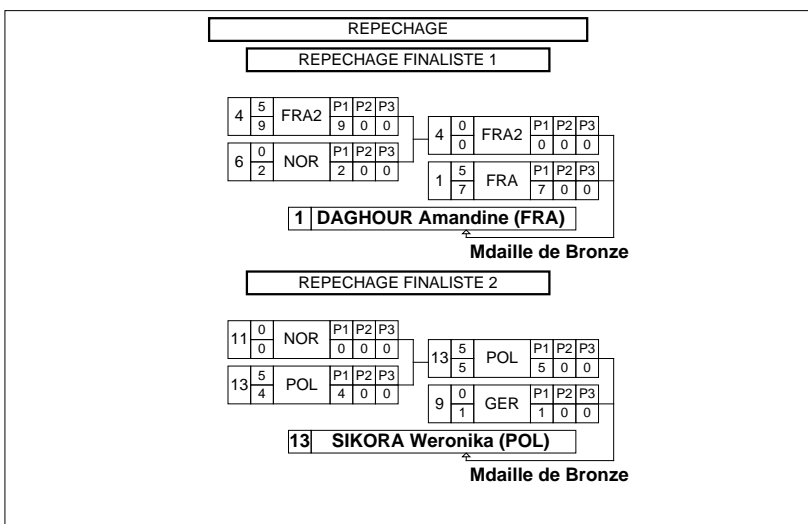 REPECHAGE
REPECHAGE FINALISTE 1
4 5 FRA2 P1 P2 P3
9 9 0 0
6 0 NOR P1 P2 P3
2 2 0 0
4 0 FRA2 P1 P2 P3
0 0 0 0
1 5 FRA P1 P2 P3
7 7 0 0
1 DAGHOUR Amandine (FRA)
Mdaille de Bronze
REPECHAGE FINALISTE 2
11 0 NOR P1 P2 P3
0 0 0 0
13 5 POL P1 P2 P3
4 4 0 0
13 5 POL P1 P2 P3
5 5 0 0
9 0 GER P1 P2 P3
1 1 0 0
13 SIKORA Weronika (POL)
Mdaille de Bronze